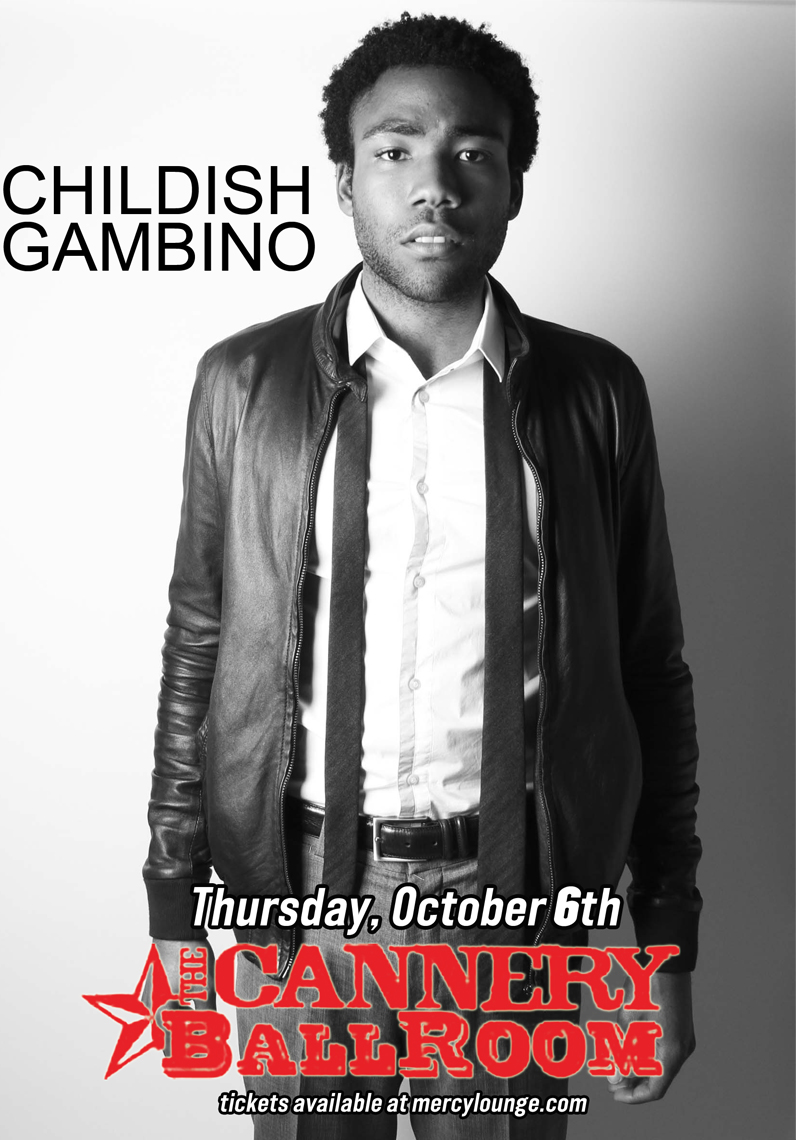 CHILDISH
GAMBINO
Thursday, October 6th
THE CANNERY
BALLROOM
tickets available at mercylounge.com